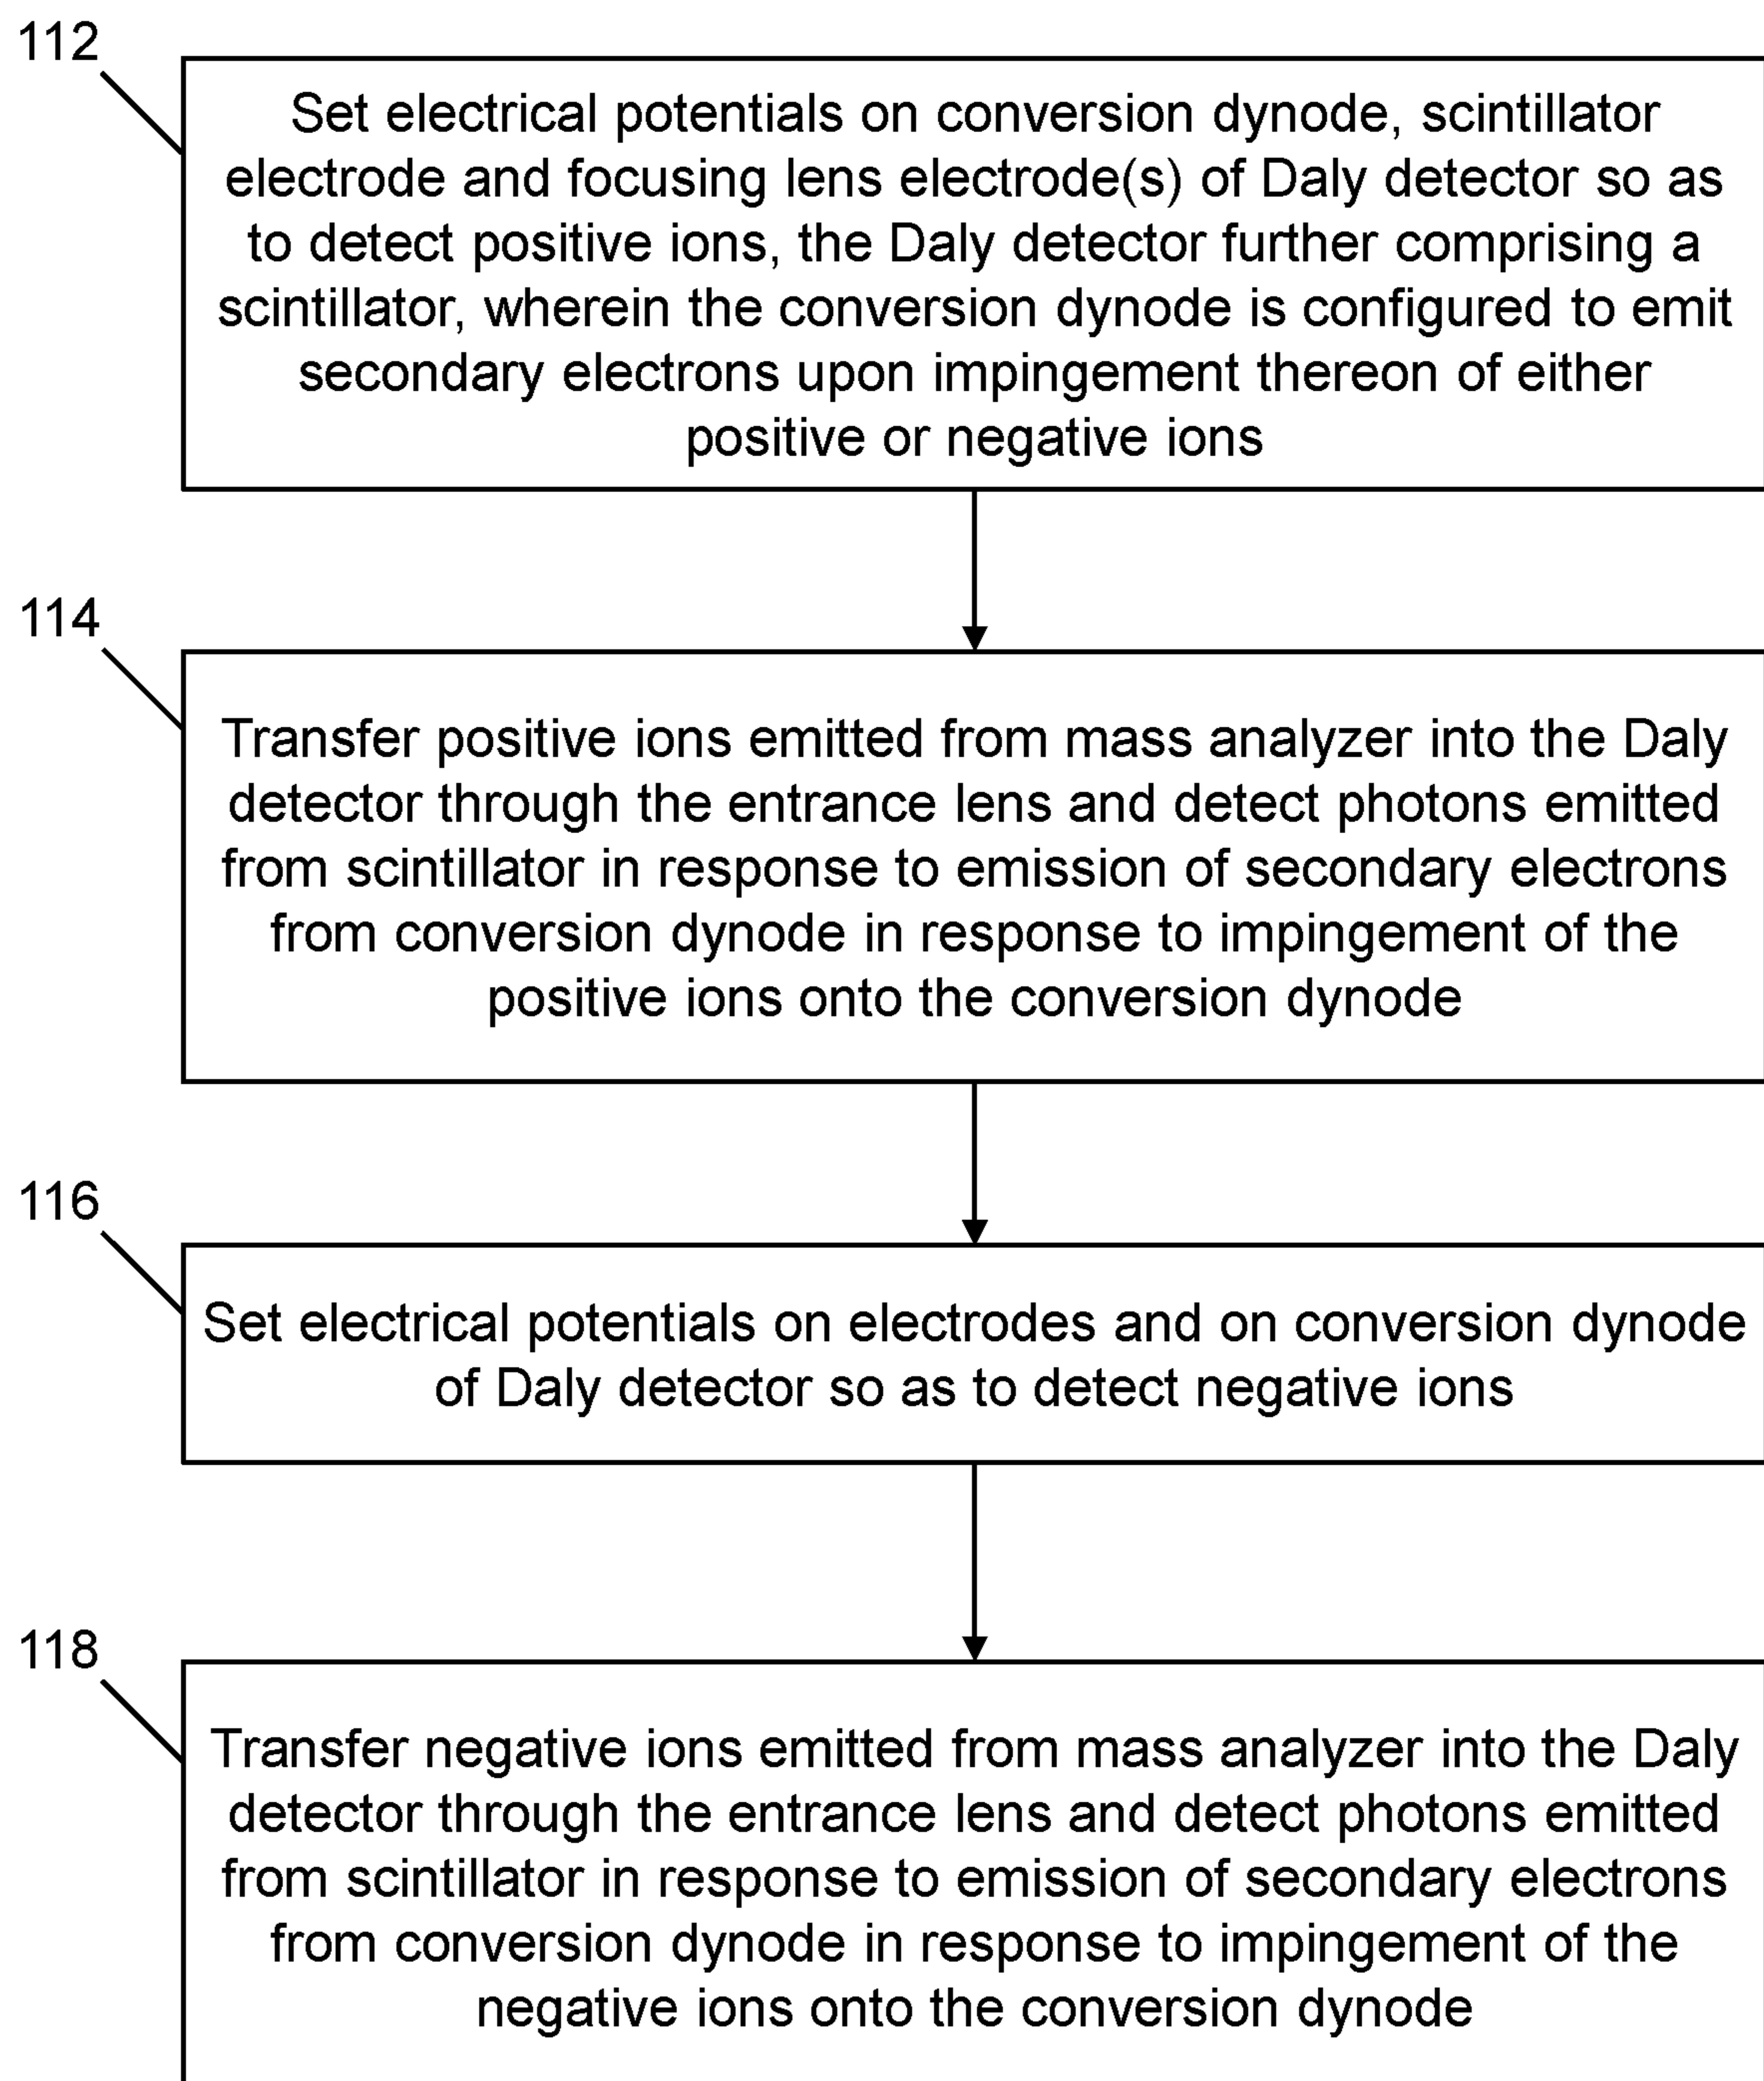 112
Set electrical potentials on conversion dynode, scintillator
electrode and focusing lens electrode(s) of Daly detector so as
to detect positive ions, the Daly detector further comprising a
scintillator, wherein the conversion dynode is configured to emit
secondary electrons upon impingement thereon of either
positive or negative ions
114
Transfer positive ions emitted from mass analyzer into the Daly
detector through the entrance lens and detect photons emitted
from scintillator in response to emission of secondary electrons
from conversion dynode in response to impingement of the
positive ions onto the conversion dynode
116
Set electrical potentials on electrodes and on conversion dynode
of Daly detector so as to detect negative ions
118
Transfer negative ions emitted from mass analyzer into the Daly
detector through the entrance lens and detect photons emitted
from scintillator in response to emission of secondary electrons
from conversion dynode in response to impingement of the
negative ions onto the conversion dynode